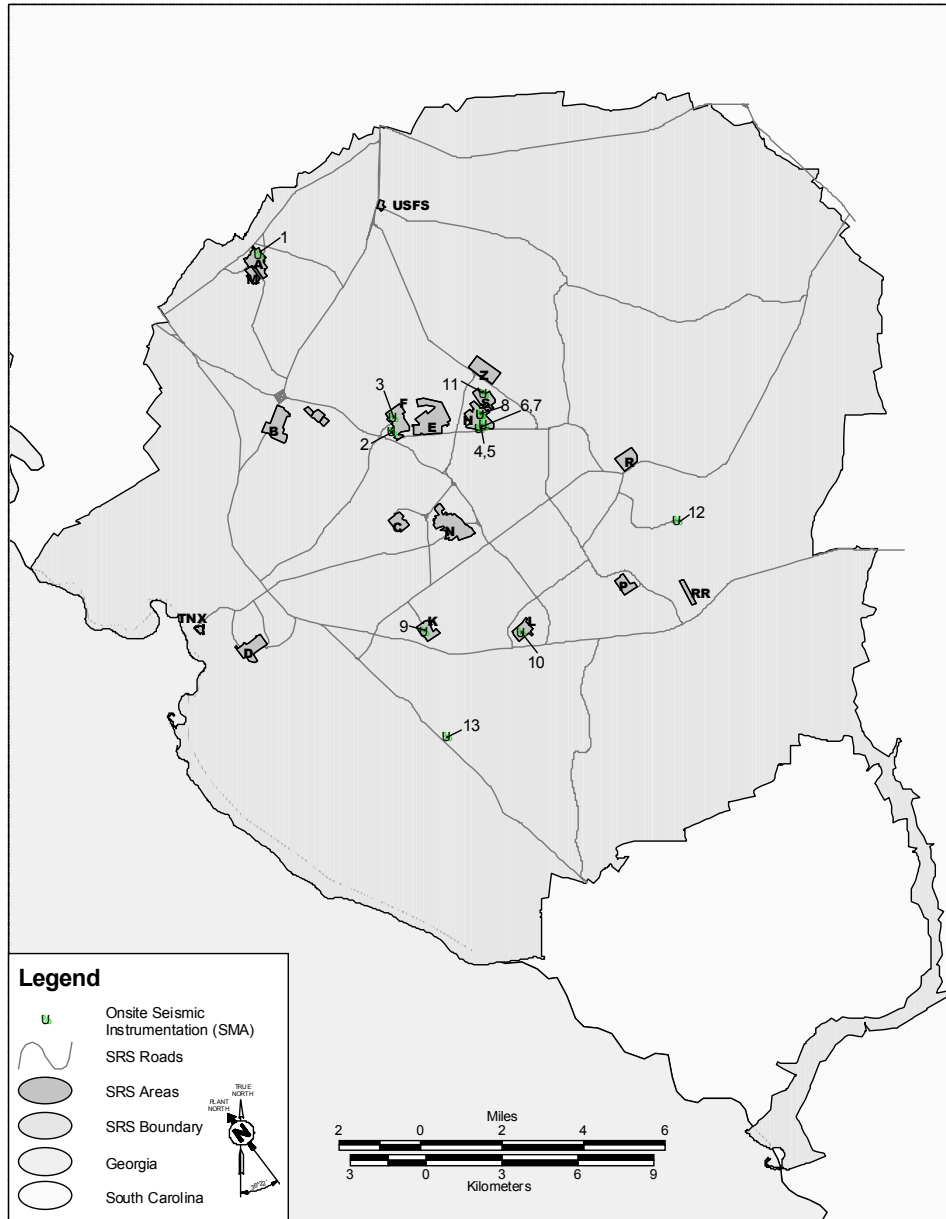 USFS
1
A
M
Z
11
3
F
S
8
6,7
H
E
B
2
4,5
R
12
C
N
P
RR
TNX
9
K
L
D
10
13
Legend
Onsite Seismic
Instrumentation (SMA)
SRS Roads
SRS Areas
SRS Boundary
Georgia
South Carolina
TRUE
NORTH
PLANT
NORTH
N
Miles
2 0 2 4 6
3 0 3 6 9
Kilometers